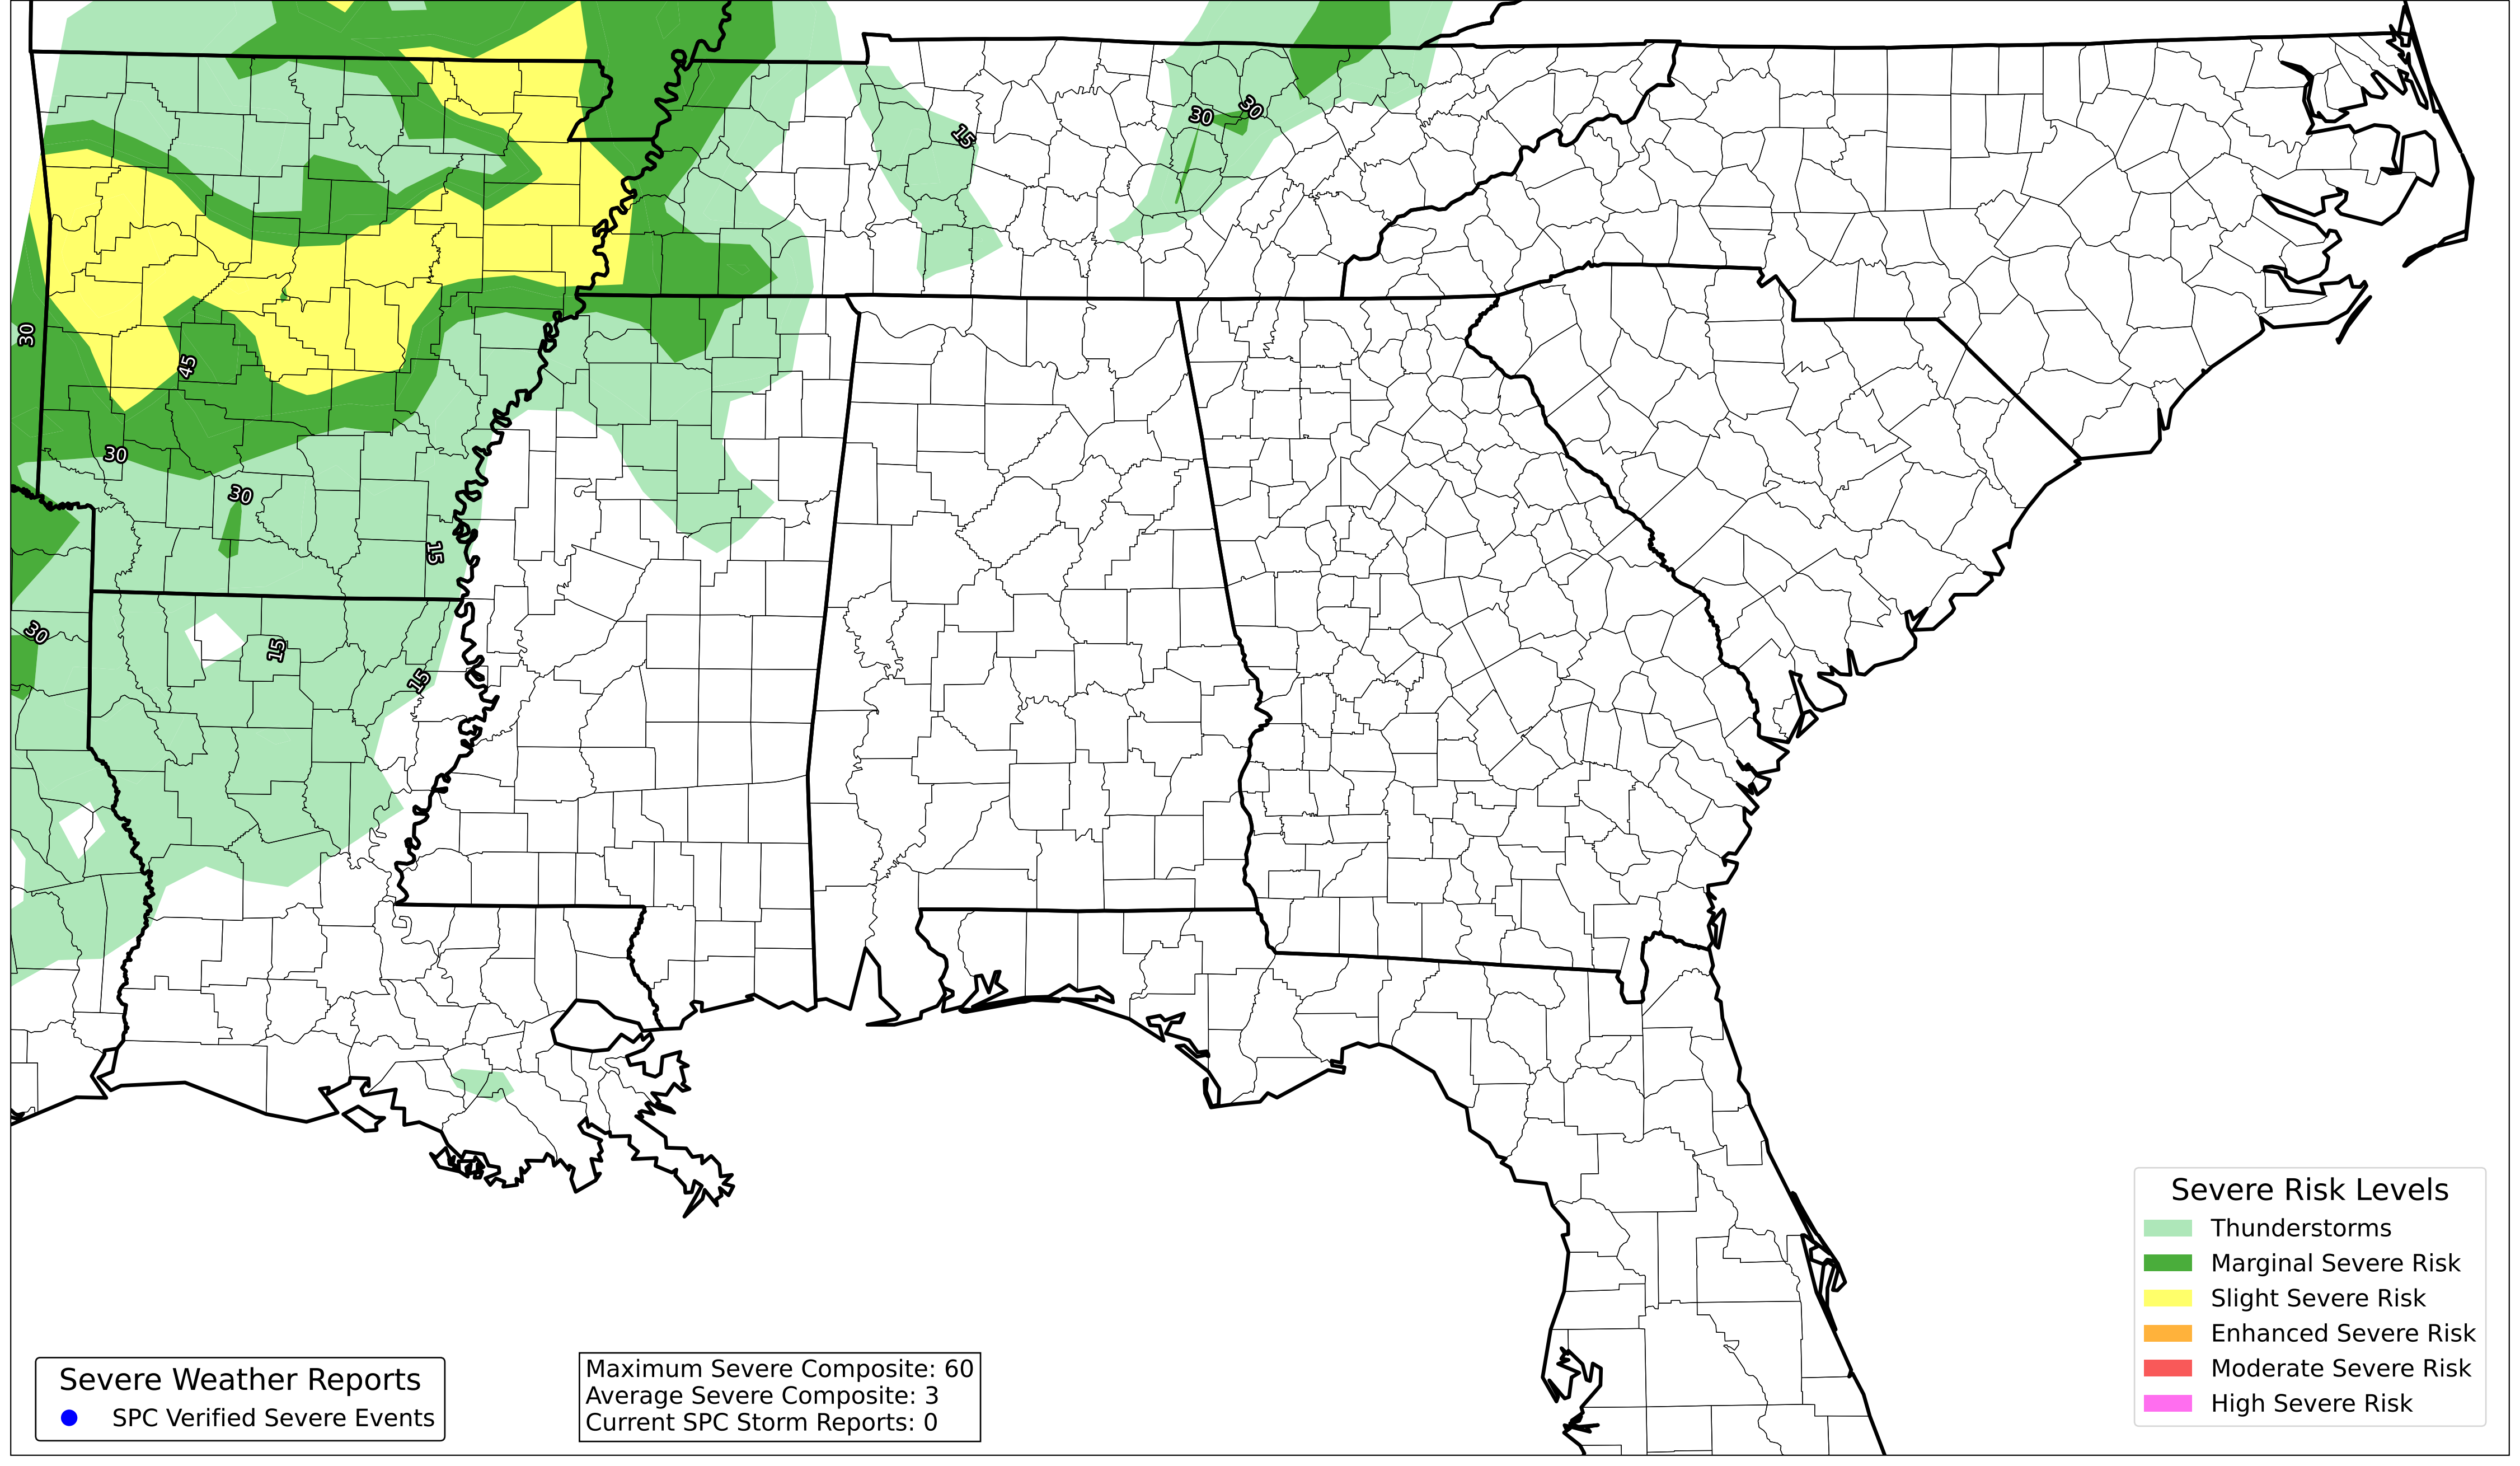 15
30
30
30
45
30
30
15
30
15
15
Severe Risk Levels
Thunderstorms
Marginal Severe Risk
Slight Severe Risk
Enhanced Severe Risk
Moderate Severe Risk
High Severe Risk
Severe Weather Reports
SPC Verified Severe Events
Maximum Severe Composite: 60
Average Severe Composite: 3
Current SPC Storm Reports: 0